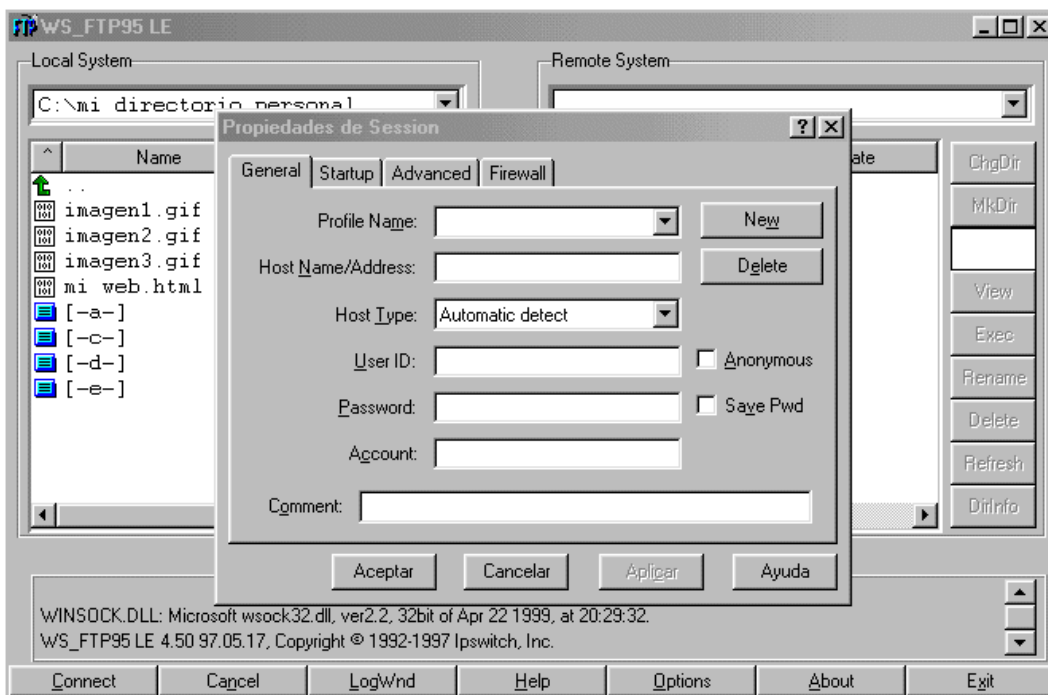 WS_FTP95 LE
Local System
Remote System
C:\mi directorio personal
Propiedades de Session
Name
ate
General Startup Advanced Firewall
Profile Name:
New
Host Name/Address:
Delete
Host Type: Automatic detect
User ID:
Anonymous
Password:
Save Pwd
Account:
Comment:
Aceptar Cancelar Aplicar Ayuda
..
imagen1.gif
imagen2.gif
imagen3.gif
mi web.html
[-a-]
[-c-]
[-d-]
[-e-]
ChgDir
MkDir
View
Exec
Rename
Delete
Refresh
DirInfo
WINSOCK.DLL: Microsoft wsock32.dll, ver2.2, 32bit of Apr 22 1999, at 20:29:32.
WS_FTP95 LE 4.50 97.05.17, Copyright © 1992-1997 Ipswitch, Inc.
Connect Cancel LogWnd Help Options About Exit